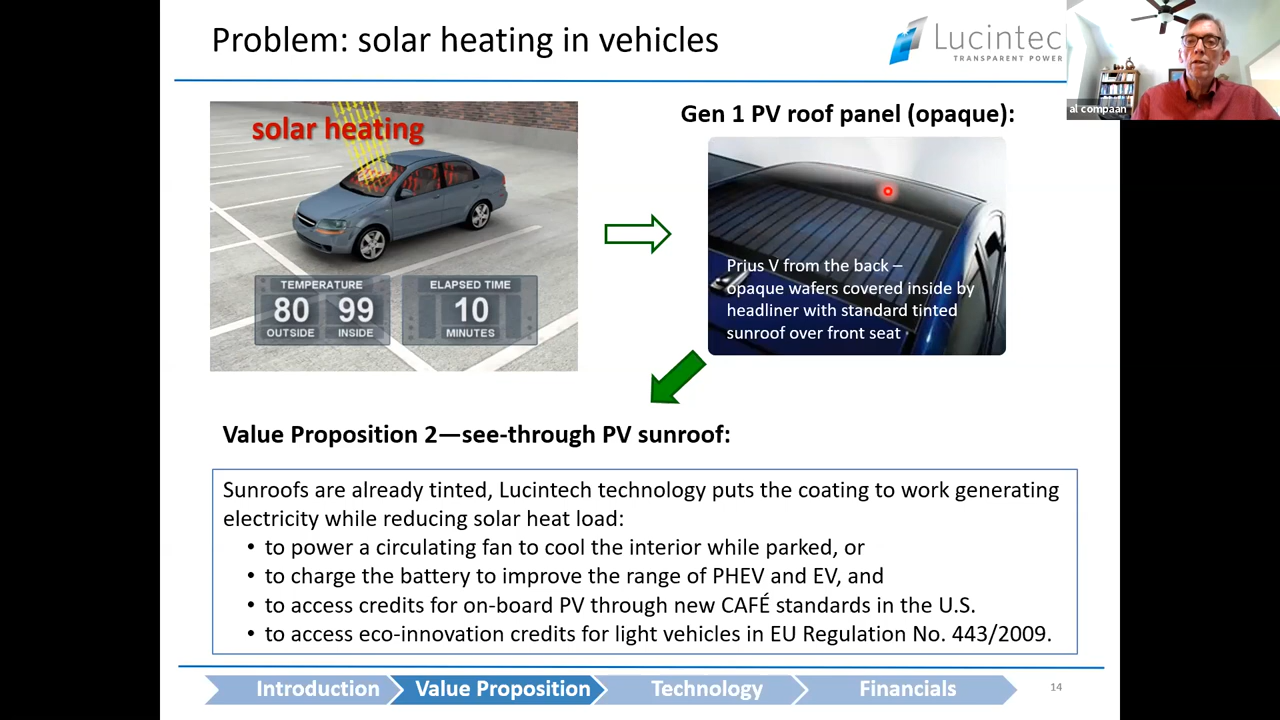 Problem: solar heating in vehicles
Lucintec
TRANSPARENT POWER
al compaan
solar heating
TEMPERATURE
80 99
OUTSIDE INSIDE
ELAPSED TIME
10
MINUTES
Gen 1 PV roof panel (opaque):
Prius V from the back –
opaque wafers covered inside by
headliner with standard tinted
sunroof over front seat
Value Proposition 2—see-through PV sunroof:
Sunroofs are already tinted, Lucintech technology puts the coating to work generating
electricity while reducing solar heat load:
• to power a circulating fan to cool the interior while parked, or
• to charge the battery to improve the range of PHEV and EV, and
• to access credits for on-board PV through new CAFÉ standards in the U.S.
• to access eco-innovation credits for light vehicles in EU Regulation No. 443/2009.
Introduction
Value Proposition
Technology
Financials
14